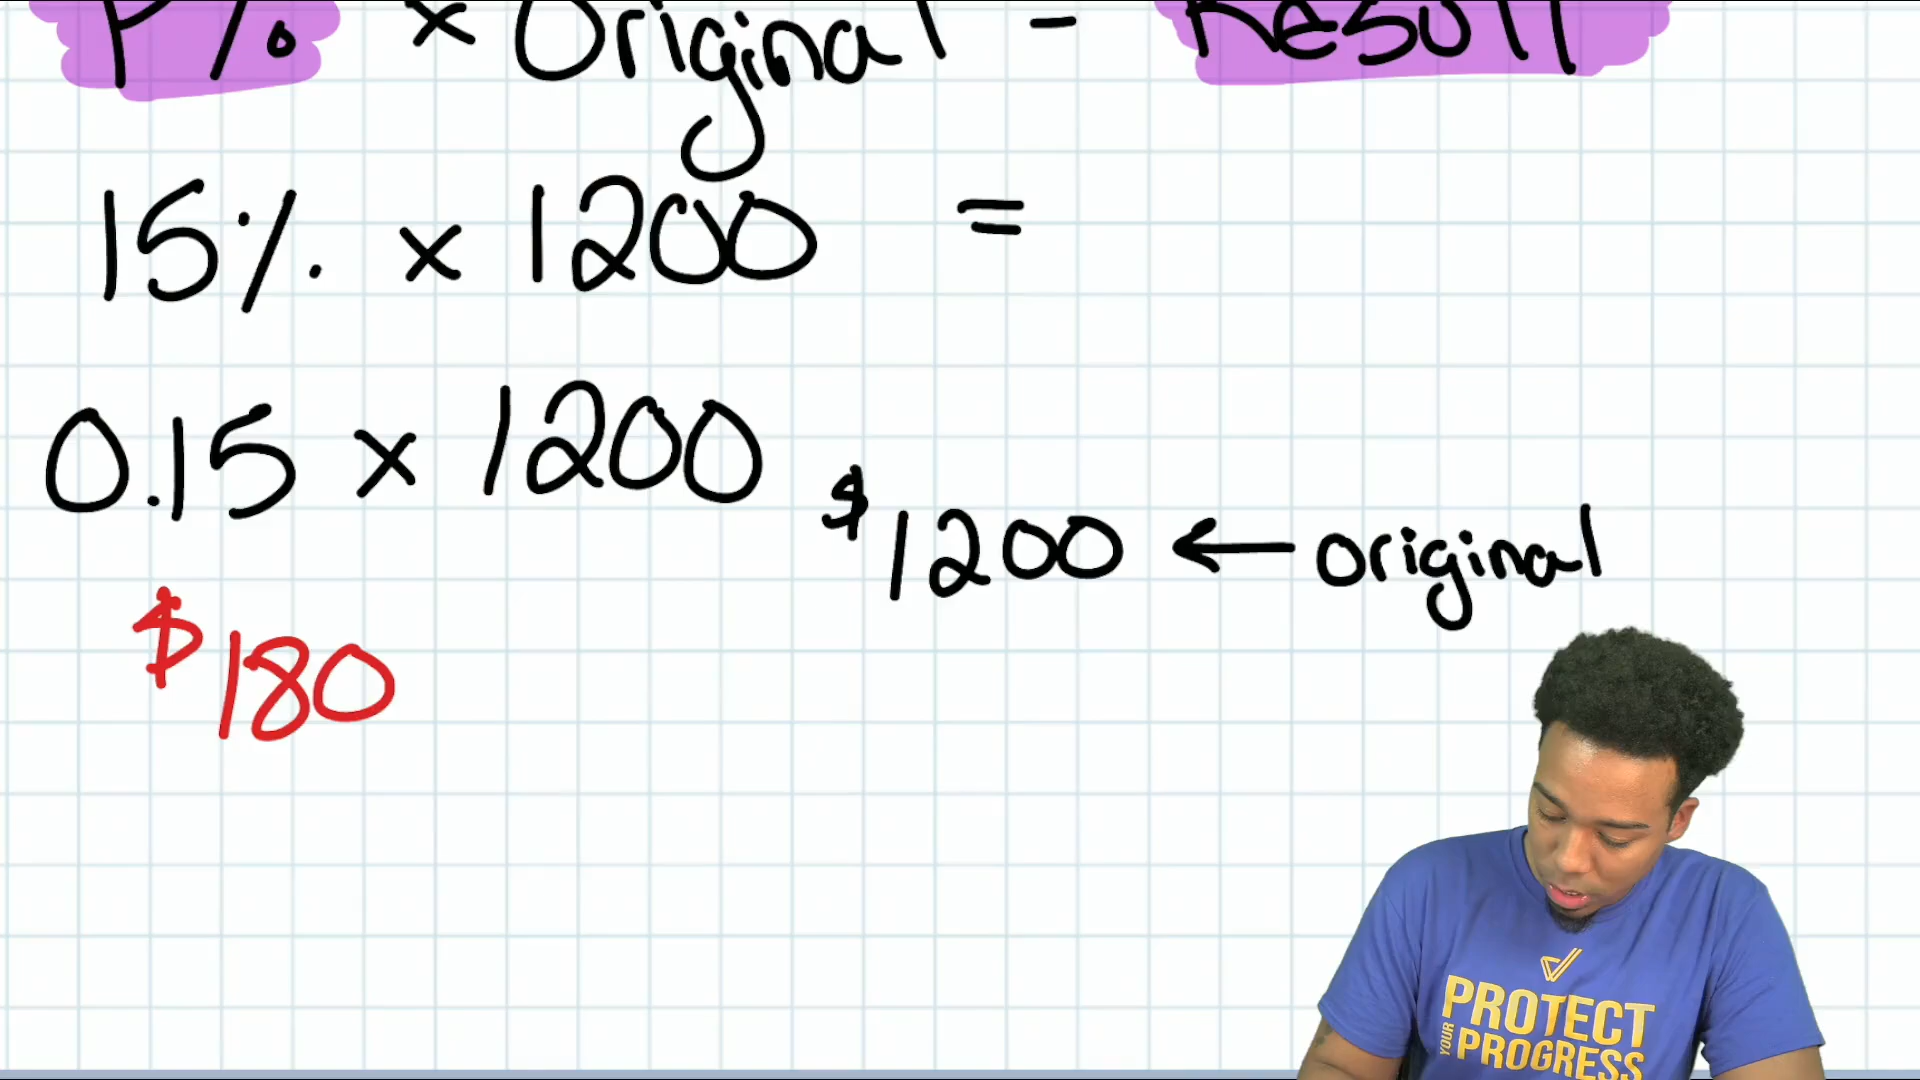 P% × Original = Result
15% × 1200 =
0.15 × 1200
$1200 ← original
$180
PROTECT
YOUR
PROGRESS